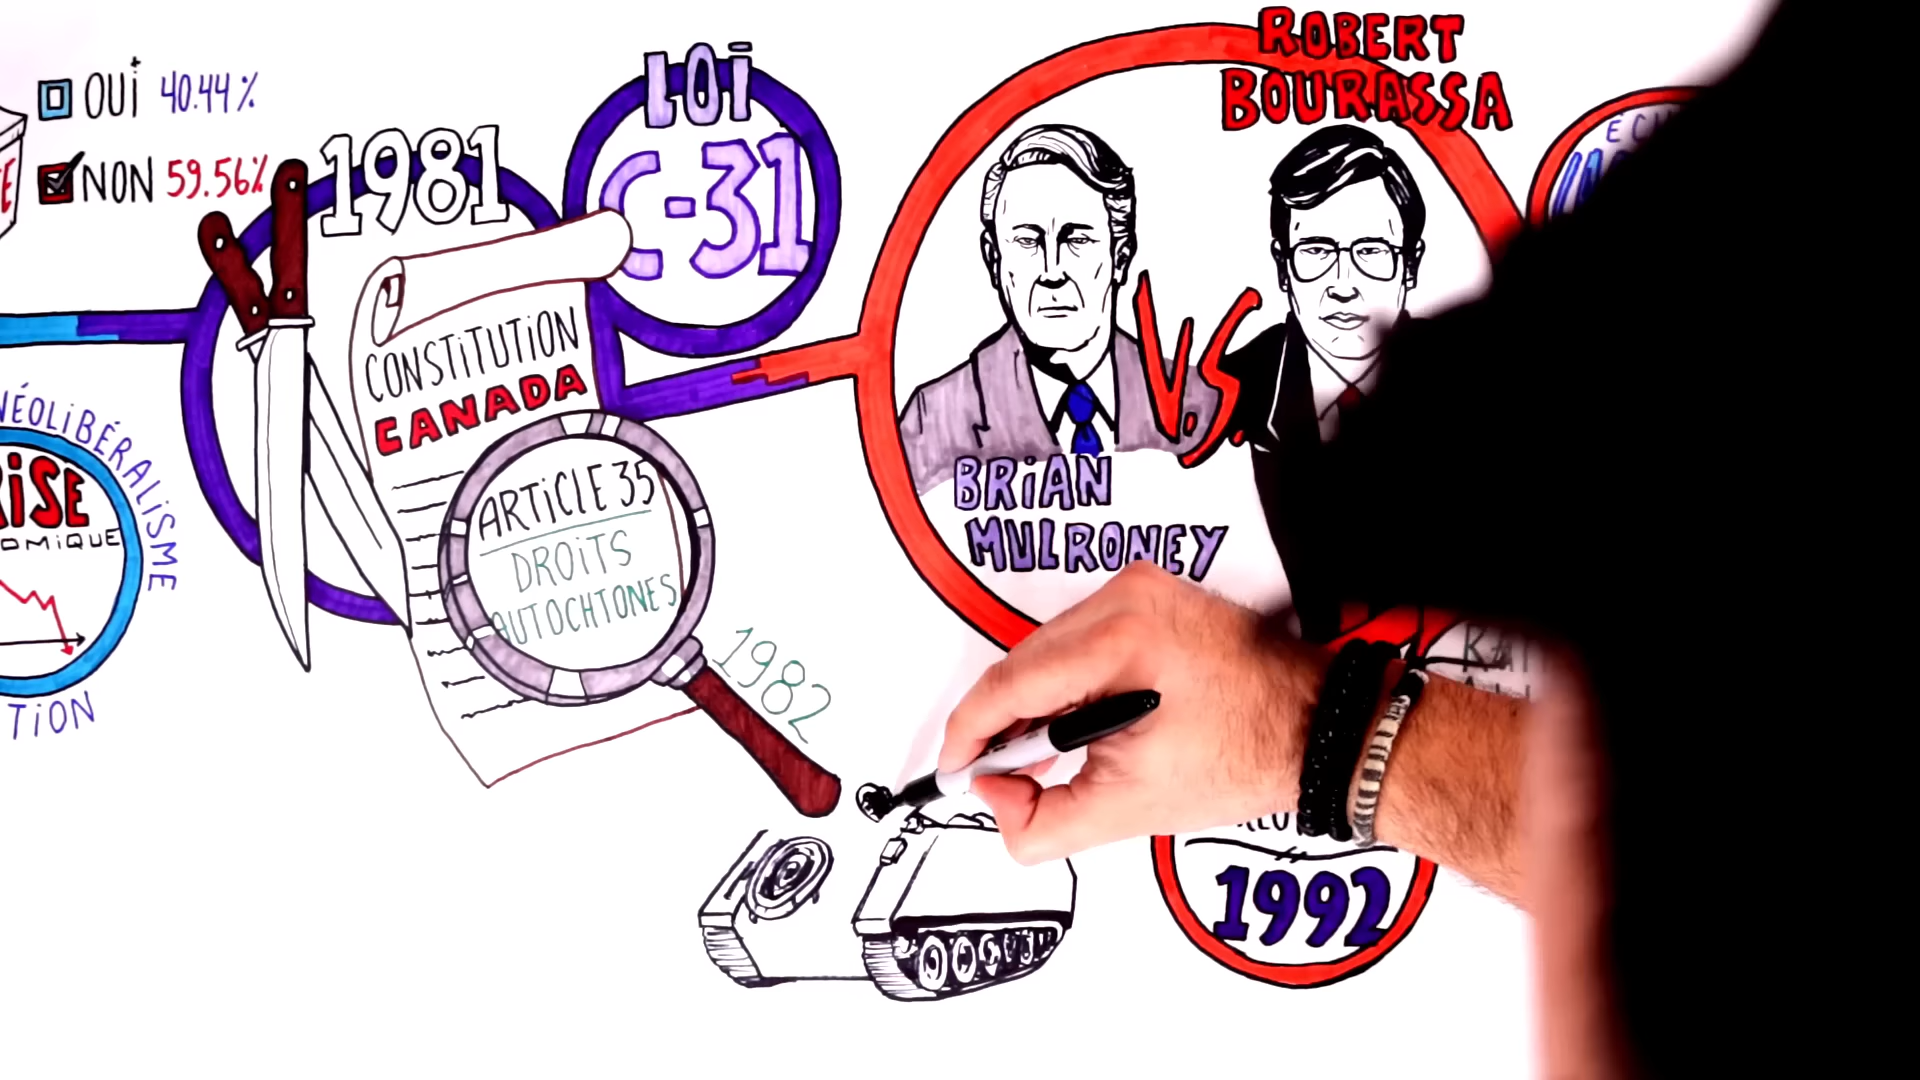 OUI 40.44%
NON 59.56%
1981
LOI
C-31
CONSTITUTION
CANADA
ARTICLE 35
DROITS
AUTOCHTONES
1982
NÉOLIBÉRALISME
ROBERT
BOURASSA
V.S.
BRIAN
MULRONEY
1992